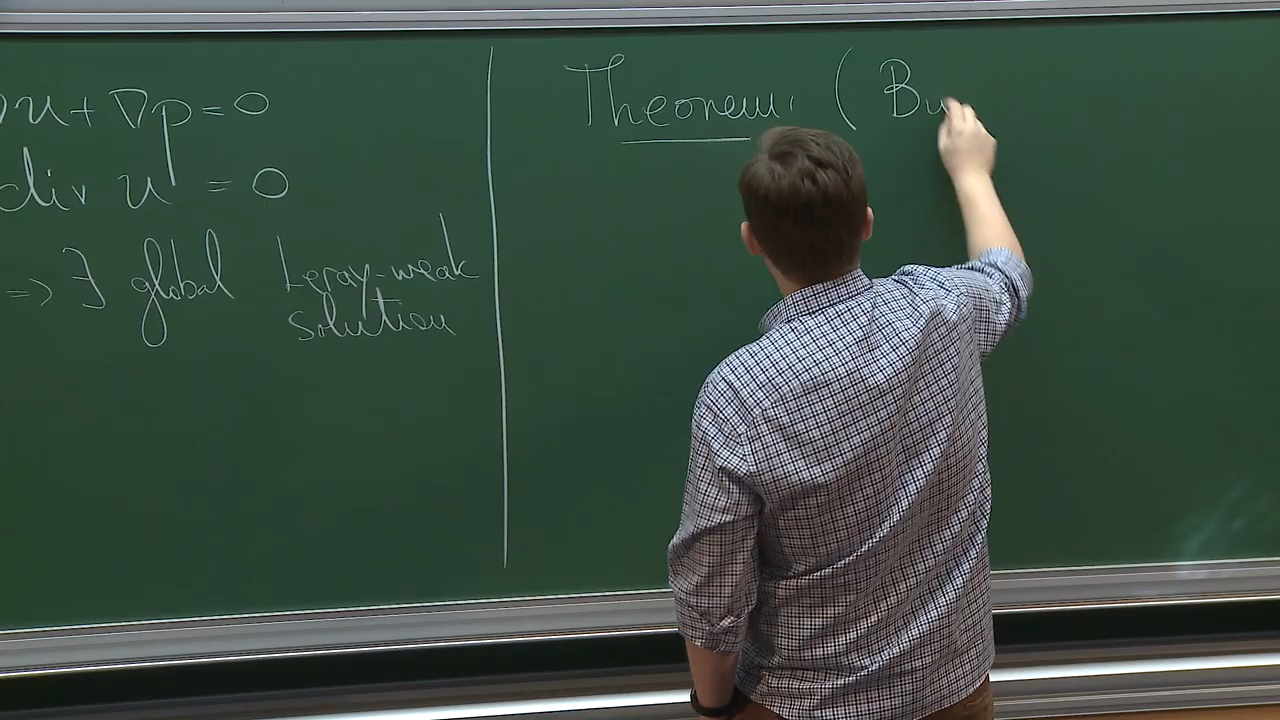 u + ∇p = 0
div u = 0
=> ∃ global Leray-weak
solution
Theorem (Bu